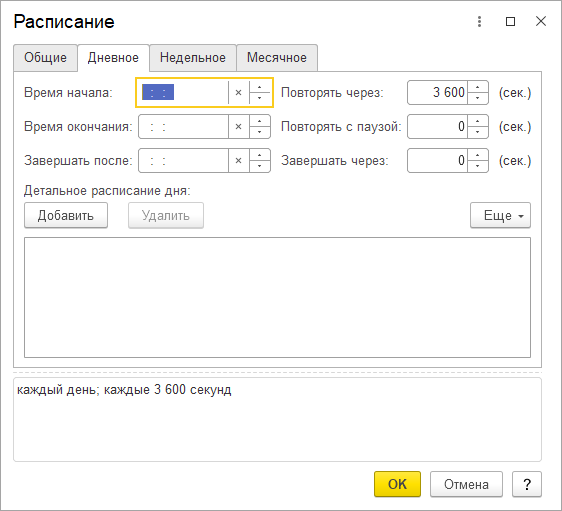 Расписание
Общие Дневное Недельное Месячное
Время начала: : : × Повторять через: 3 600 (сек.)
Время окончания: : : × Повторять с паузой: 0 (сек.)
Завершать после: : : × Завершать через: 0 (сек.)
Детальное расписание дня:
Добавить Удалить Еще
каждый день; каждые 3 600 секунд
ОК Отмена ?